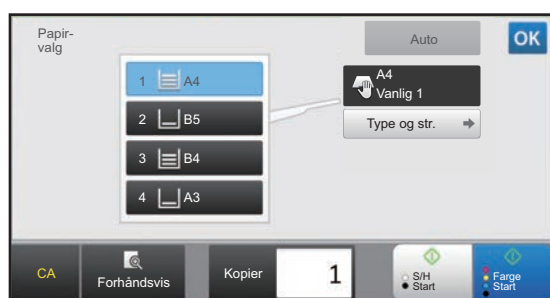 Papir-
valg
Auto
OK
1 A4
2 B5
3 B4
4 A3
A4
Vanlig 1
Type og str.
CA
Forhåndsvis
Kopier
1
S/H
Start
Farge
Start